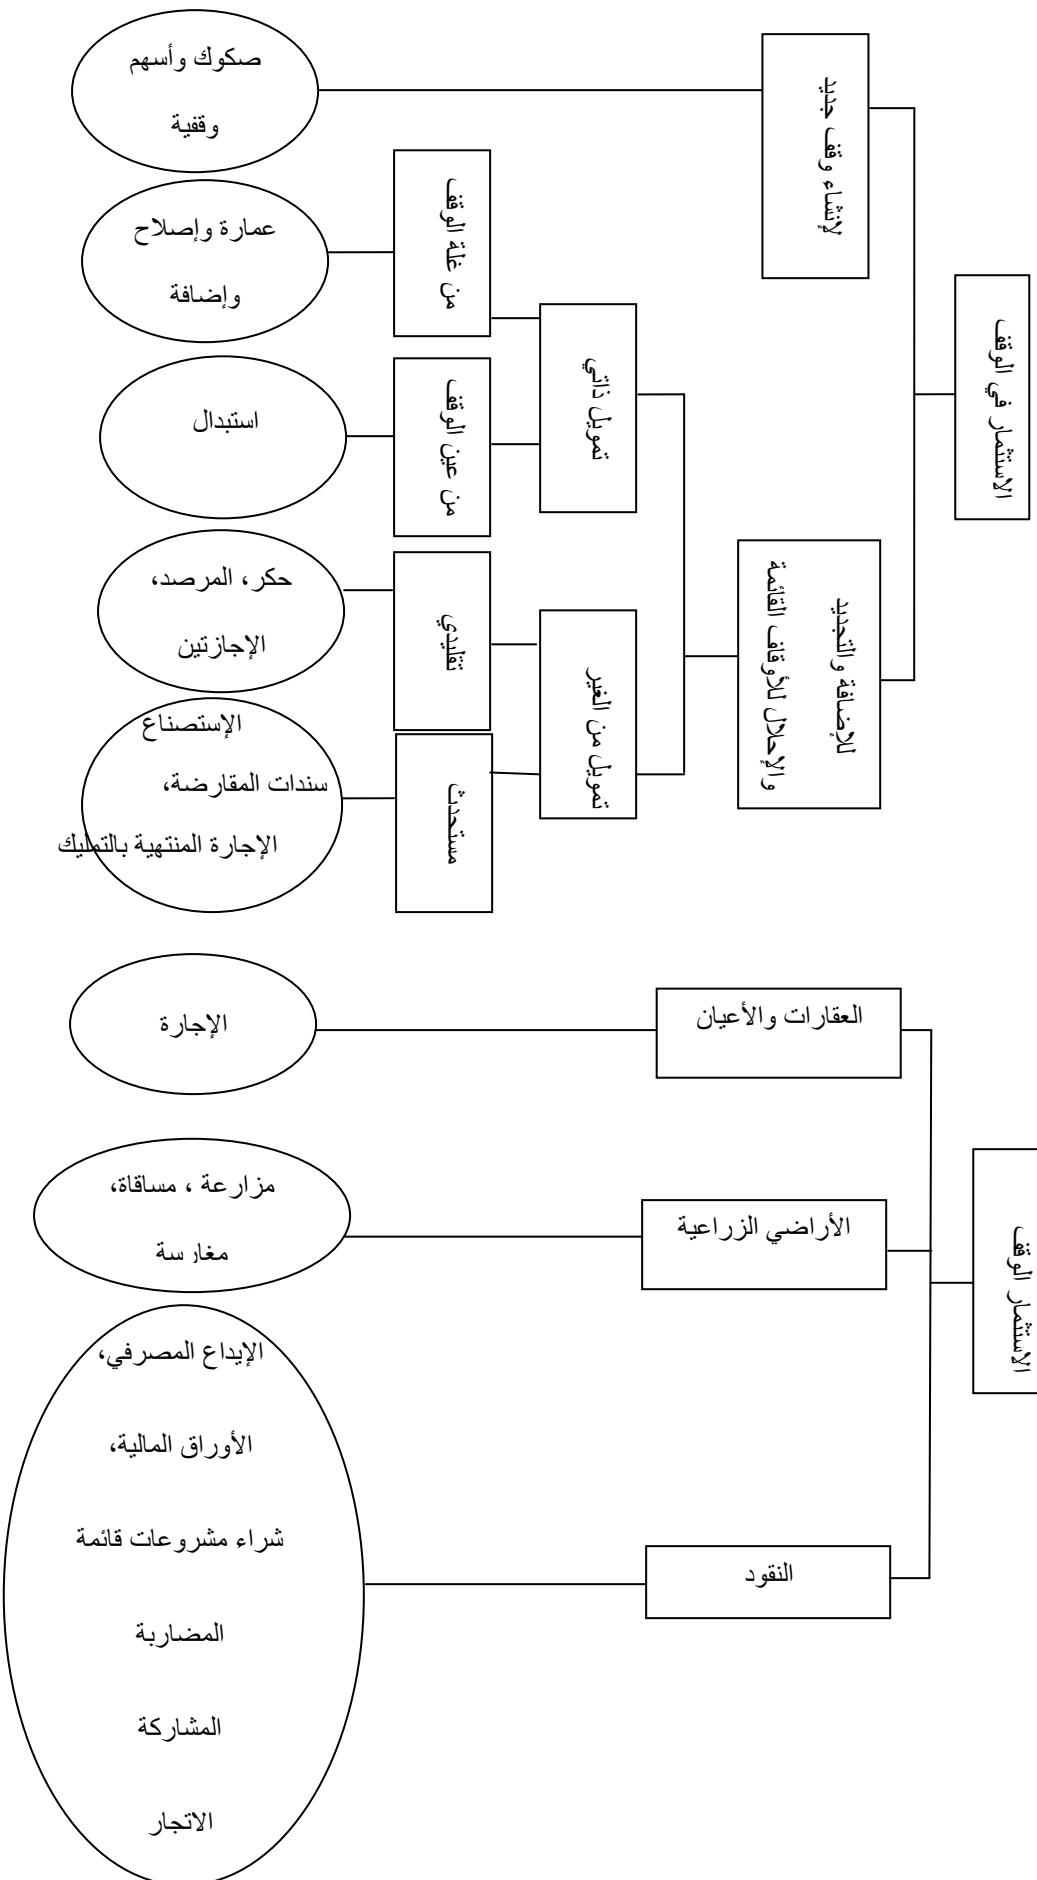 الاستثمار في الوقف
لإنشاء وقف جديد
صكوك وأسهم
وقفية
للإضافة والتجديد
والإحلال للأوقاف القائمة
تمويل ذاتي
من غلة الوقف
عمارة وإصلاح
وإضافة
من عين الوقف
استبدال
تمويل من الغير
تقليدي
حكر، المرصد،
الإجازتين
مستحدث
الإستصناع
سندات المقارضة،
الإجارة المنتهية بالتمليك
الاستثمار الوقف
العقارات والأعيان
الإجارة
الأراضي الزراعية
مزارعة ، مساقاة،
مغارسة
النقود
الإيداع المصرفي،
الأوراق المالية،
شراء مشروعات قائمة
المضاربة
المشاركة
الاتجار